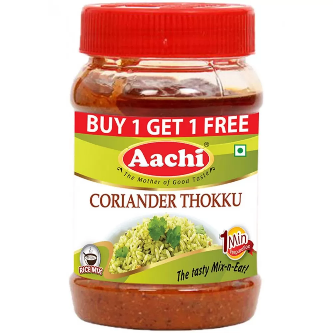 BUY 1 GET 1 FREE
Aachi
The Mother of Good Taste
CORIANDER THOKKU
RICE MIX
1 Min
The tasty Mix-n-Eat!